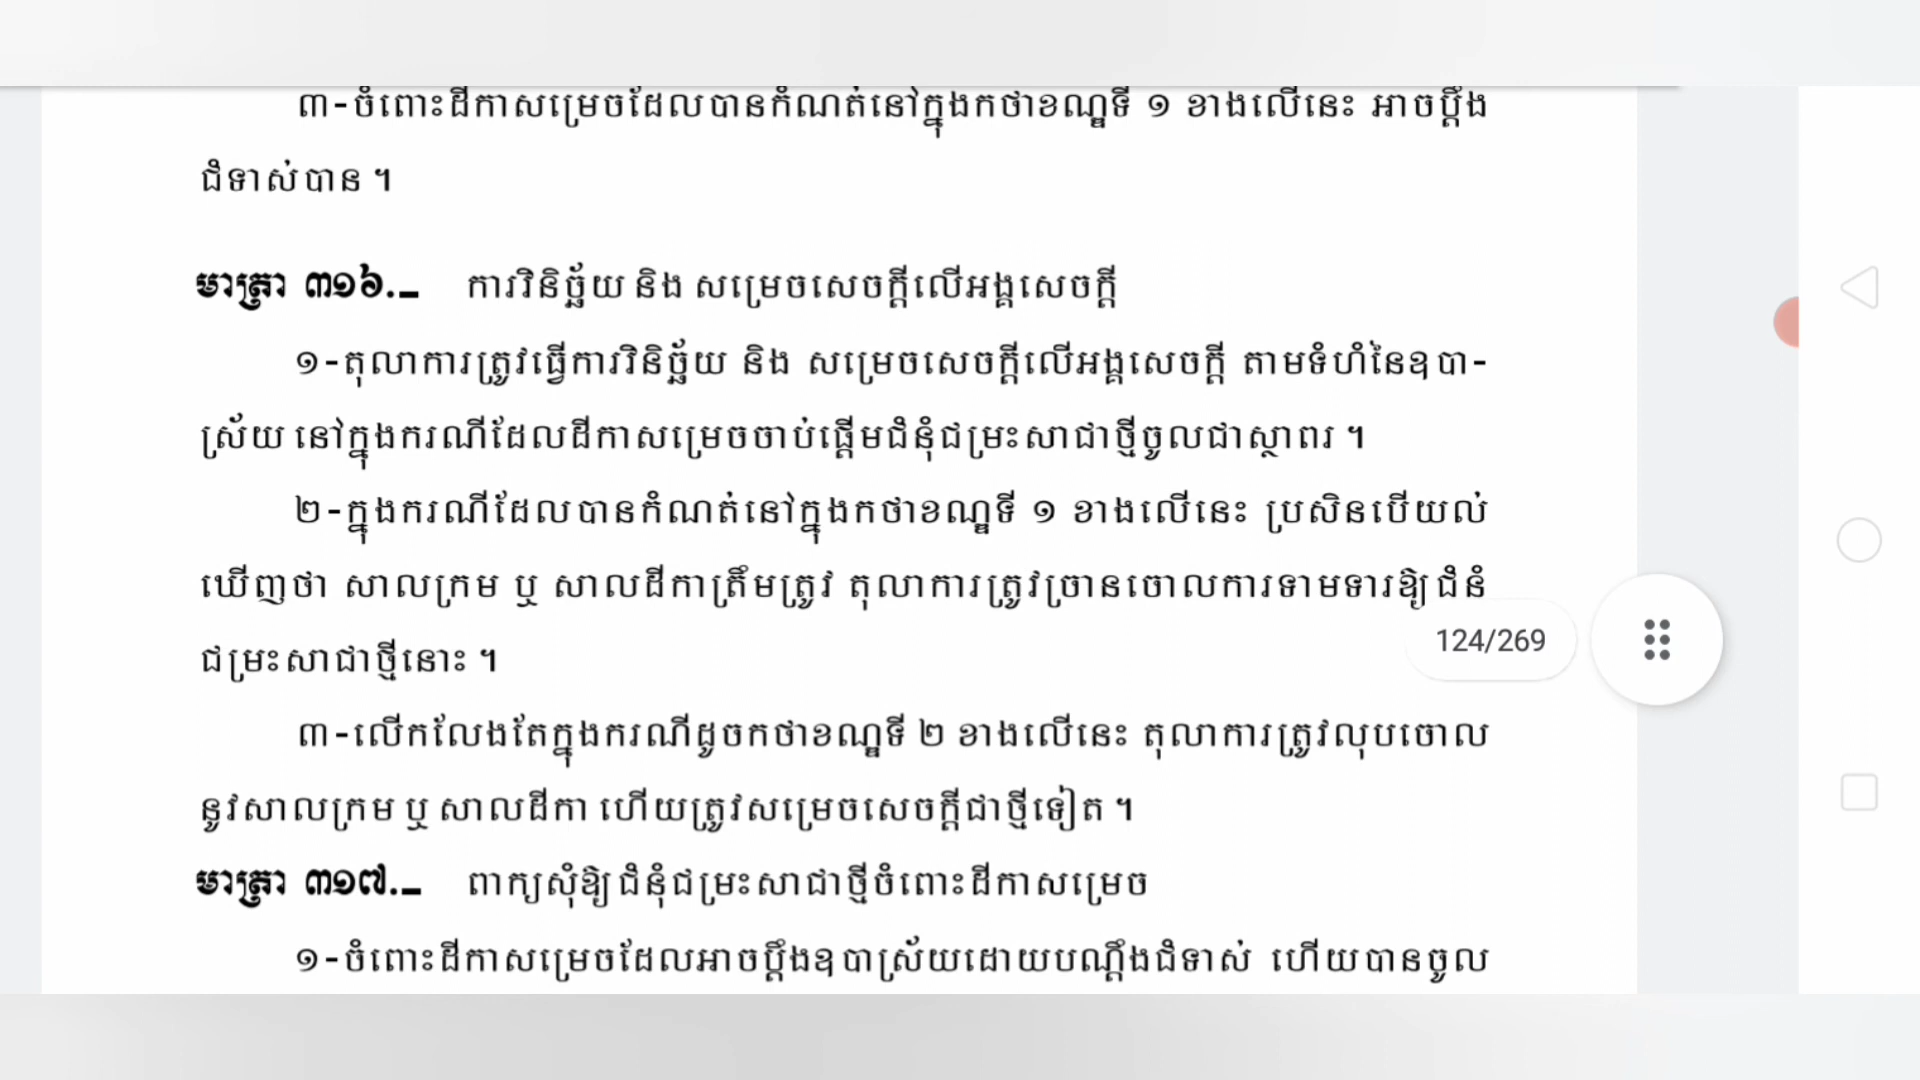 ៣-ចំពោះដីកាសម្រេចដែលបានកំណត់នៅក្នុងកថាខណ្ឌទី ១ ខាងលើនេះ អាចប្តឹង
ជំទាស់បាន ។
មាត្រា ៣១៦._ ការវិនិច្ឆ័យ និង សម្រេចសេចក្តីលើអង្គសេចក្តី
១-តុលាការត្រូវធ្វើការវិនិច្ឆ័យ និង សម្រេចសេចក្តីលើអង្គសេចក្តី តាមទំហំនៃឧបា-
ស្រ័យ នៅក្នុងករណីដែលដីកាសម្រេចចាប់ផ្តើមជំនុំជម្រះសាជាថ្មីចូលជាស្ថាពរ ។
២-ក្នុងករណីដែលបានកំណត់នៅក្នុងកថាខណ្ឌទី ១ ខាងលើនេះ ប្រសិនបើយល់
ឃើញថា សាលក្រម ឬ សាលដីកាត្រឹមត្រូវ តុលាការត្រូវច្រានចោលការទាមទារឱ្យជំនុំ
ជម្រះសាជាថ្មីនោះ ។
124/269
៣-លើកលែងតែក្នុងករណីដូចកថាខណ្ឌទី ២ ខាងលើនេះ តុលាការត្រូវលុបចោល
នូវសាលក្រម ឬ សាលដីកា ហើយត្រូវសម្រេចសេចក្តីជាថ្មីទៀត ។
មាត្រា ៣១៧._ ពាក្យសុំឱ្យជំនុំជម្រះសាជាថ្មីចំពោះដីកាសម្រេច
១-ចំពោះដីកាសម្រេចដែលអាចប្តឹងឧបាស្រ័យដោយបណ្តឹងជំទាស់ ហើយបានចូល